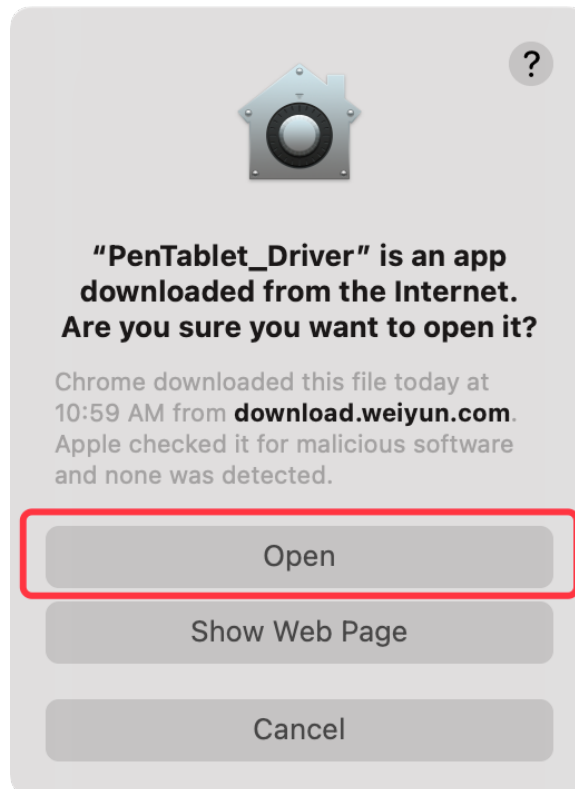 ?
“PenTablet_Driver” is an app
downloaded from the Internet.
Are you sure you want to open it?
Chrome downloaded this file today at
10:59 AM from download.weiyun.com.
Apple checked it for malicious software
and none was detected.
Open
Show Web Page
Cancel